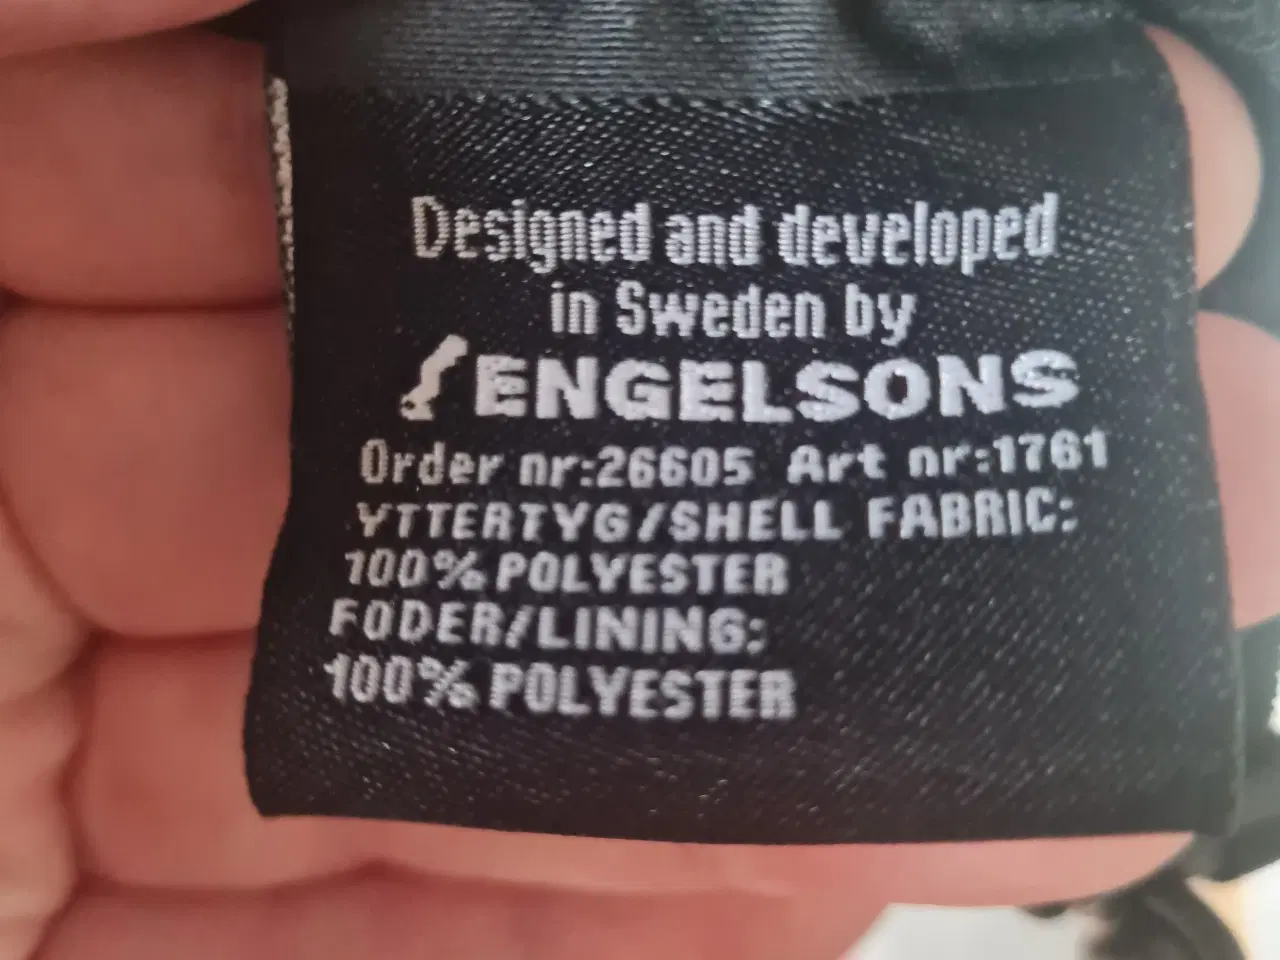 Designed and developed
in Sweden by
ENGELSONS
Order nr:26605 Art nr:1761
YTTERTYG/SHELL FABRIC:
100% POLYESTER
FODER/LINING:
100% POLYESTER